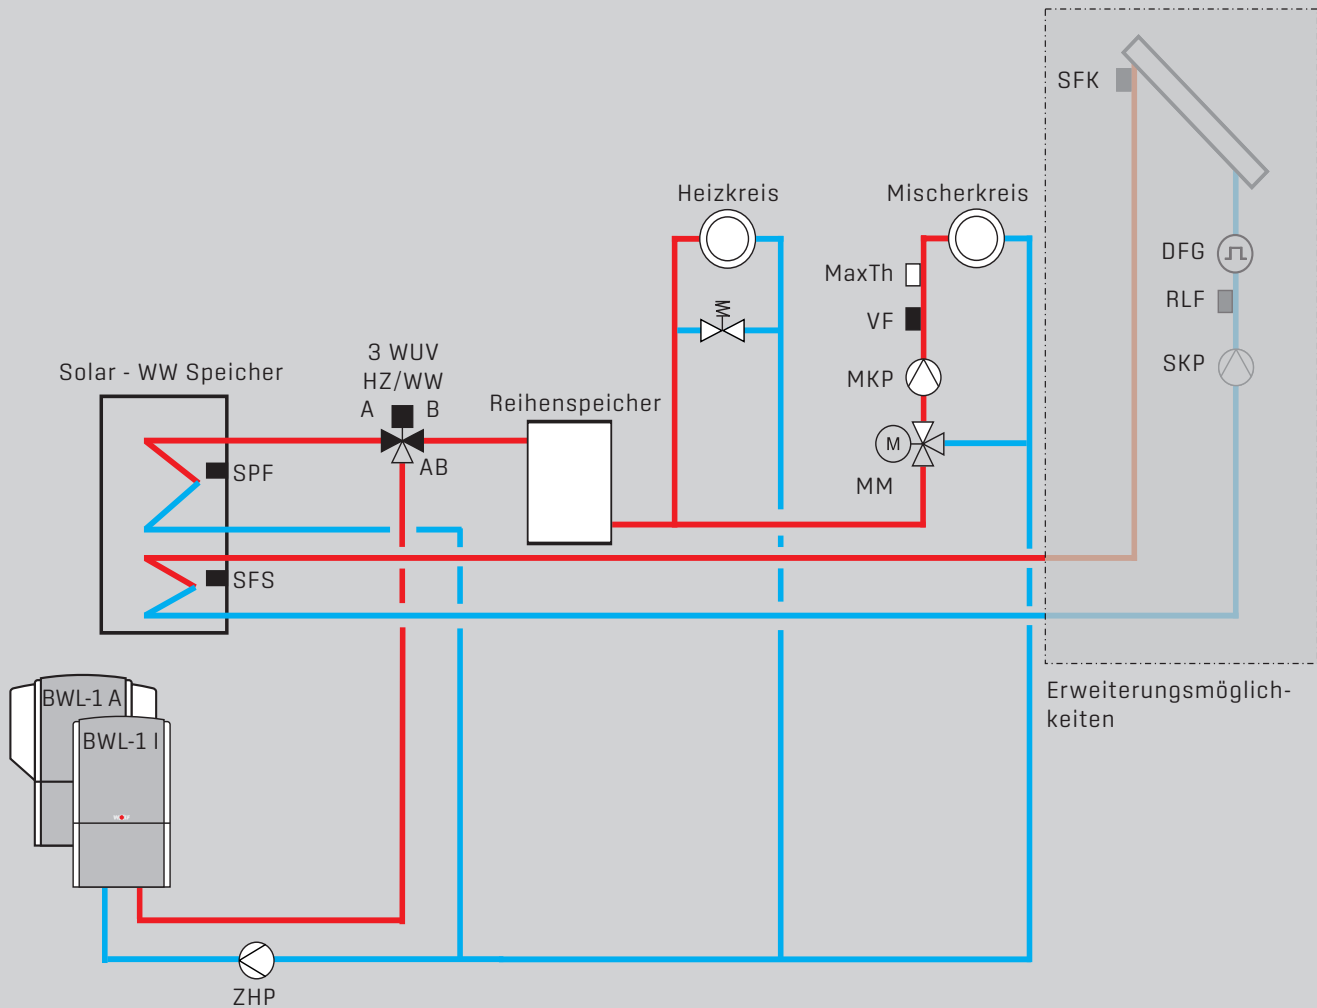 SFK
Heizkreis
Mischerkreis
DFG
MaxTh
RLF
VF
3 WUV
HZ/WW
Solar - WW Speicher
MKP
SKP
A
B
Reihenspeicher
M
AB
SPF
MM
SFS
BWL-1 A
Erweiterungsmöglich-
keiten
BWL-1 I
ZHP